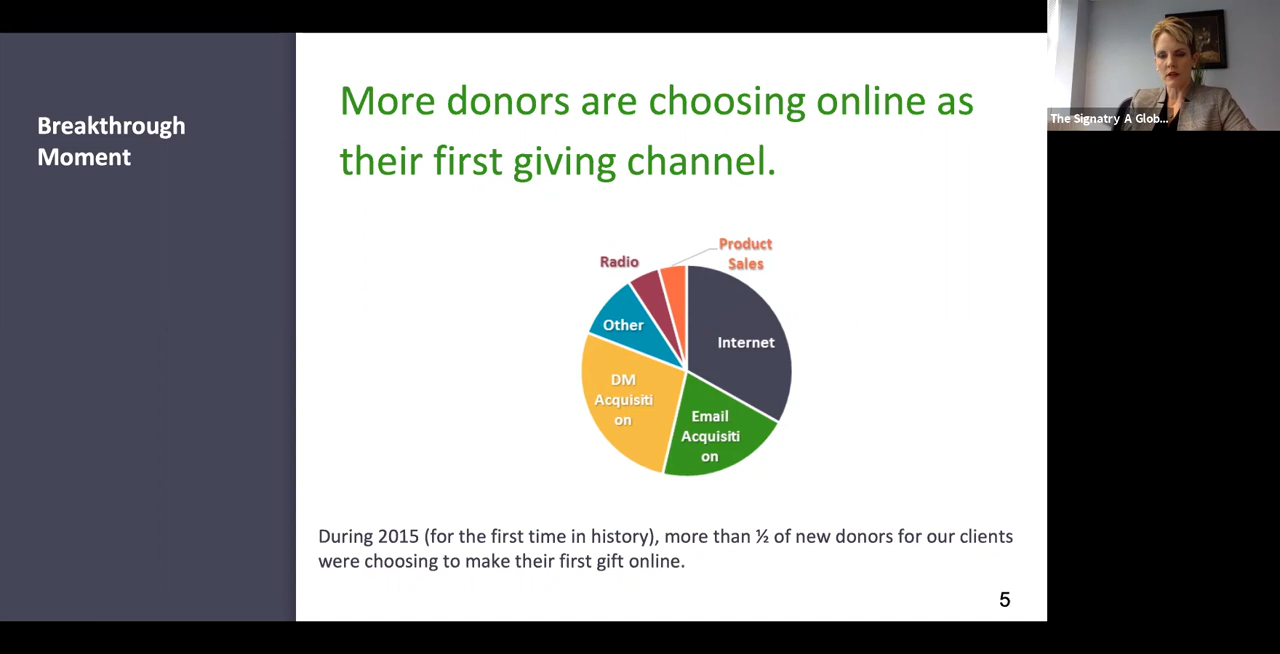 Breakthrough
Moment
More donors are choosing online as
their first giving channel.
Product
Sales
Radio
Other
Internet
DM
Acquisiti
on
Email
Acquisiti
on
During 2015 (for the first time in history), more than ½ of new donors for our clients
were choosing to make their first gift online.
5
The Signatry A Glob...